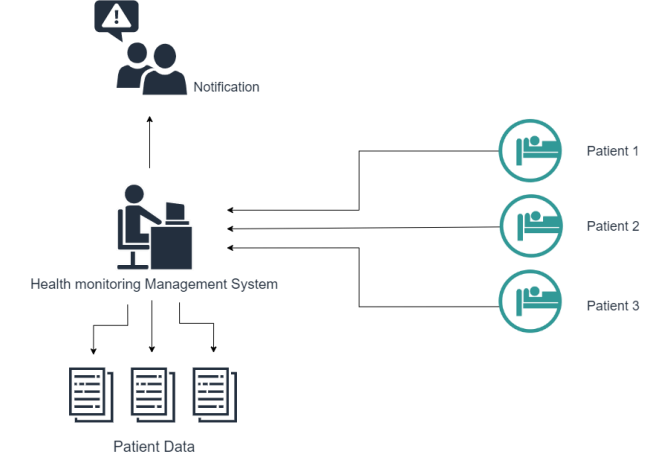 Notification
Patient 1
Patient 2
Health monitoring Management System
Patient 3
Patient Data